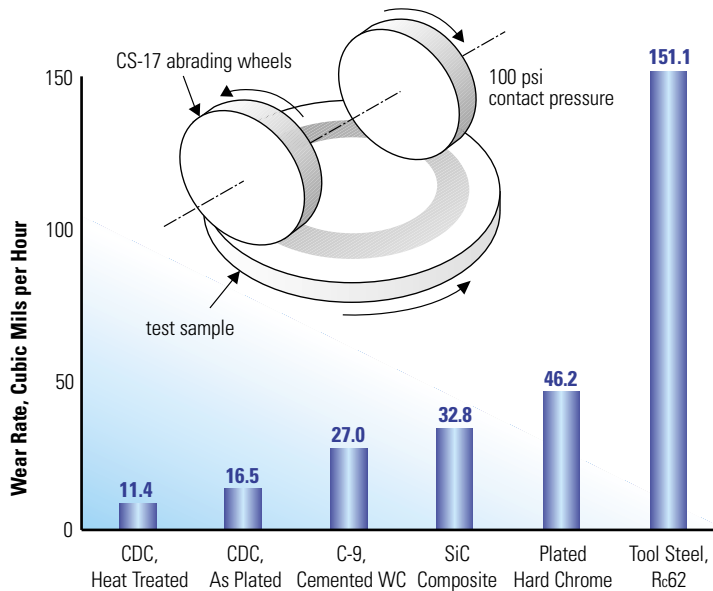 CS-17 abrading wheels
100 psi
contact pressure
test sample
Wear Rate, Cubic Mils per Hour
150
100
50
0
11.4
16.5
27.0
32.8
46.2
151.1
CDC,
Heat Treated
CDC,
As Plated
C-9,
Cemented WC
SiC
Composite
Plated
Hard Chrome
Tool Steel,
Rc62